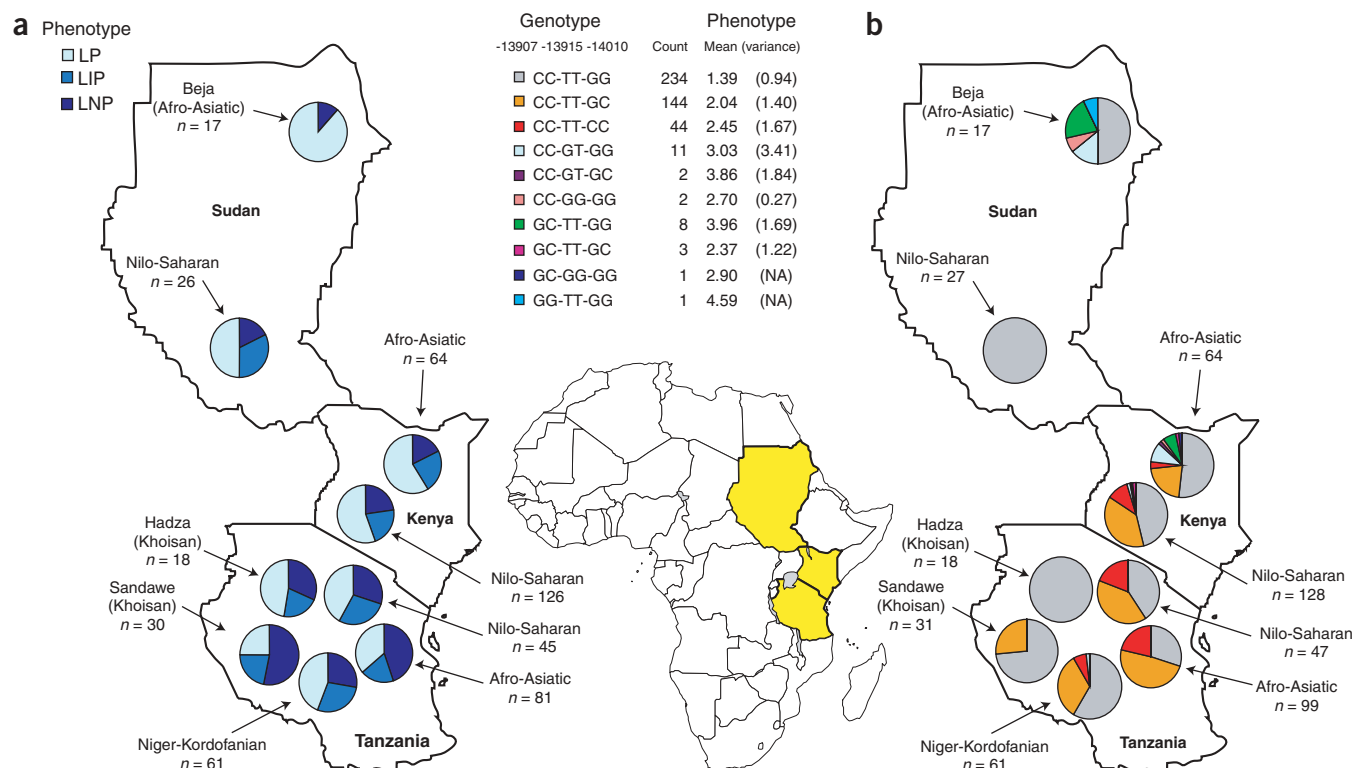 a
Phenotype
LP
LIP
LNP
Beja
(Afro-Asiatic)
n = 17
Sudan
Nilo-Saharan
n = 26
Afro-Asiatic
n = 64
Kenya
Hadza
(Khoisan)
n = 18
Sandawe
(Khoisan)
n = 30
Nilo-Saharan
n = 126
Nilo-Saharan
n = 45
Afro-Asiatic
n = 81
Niger-Kordofanian
n = 61
Tanzania
Genotype Phenotype
-13907 -13915 -14010 Count Mean (variance)
CC-TT-GG 234 1.39 (0.94)
CC-TT-GC 144 2.04 (1.40)
CC-TT-CC 44 2.45 (1.67)
CC-GT-GG 11 3.03 (3.41)
CC-GT-GC 2 3.86 (1.84)
CC-GG-GG 2 2.70 (0.27)
GC-TT-GG 8 3.96 (1.69)
GC-TT-GC 3 2.37 (1.22)
GC-GG-GG 1 2.90 (NA)
GG-TT-GG 1 4.59 (NA)
b
Beja
(Afro-Asiatic)
n = 17
Sudan
Nilo-Saharan
n = 27
Afro-Asiatic
n = 64
Kenya
Hadza
(Khoisan)
n = 18
Sandawe
(Khoisan)
n = 31
Nilo-Saharan
n = 128
Nilo-Saharan
n = 47
Afro-Asiatic
n = 99
Niger-Kordofanian
n = 61
Tanzania